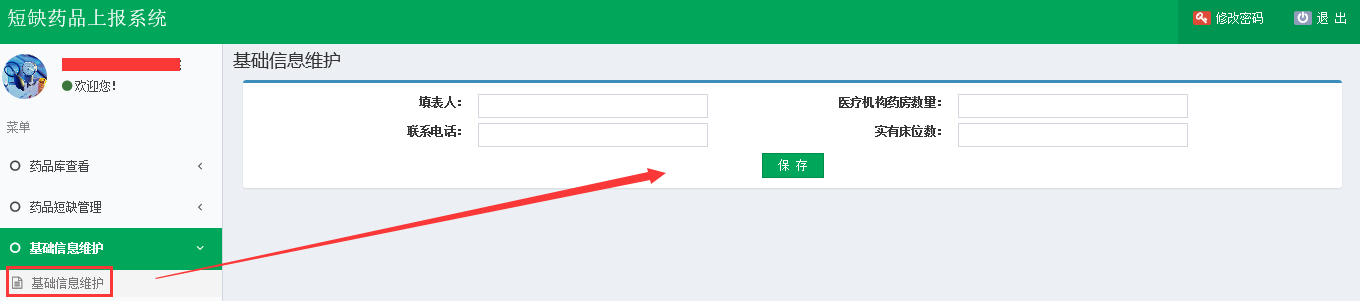 短缺药品上报系统
修改密码
退 出
欢迎您!
菜单
药品库查看
药品短缺管理
基础信息维护
基础信息维护
基础信息维护
填表人:
医疗机构药房数量:
联系电话:
实有床位数:
保 存